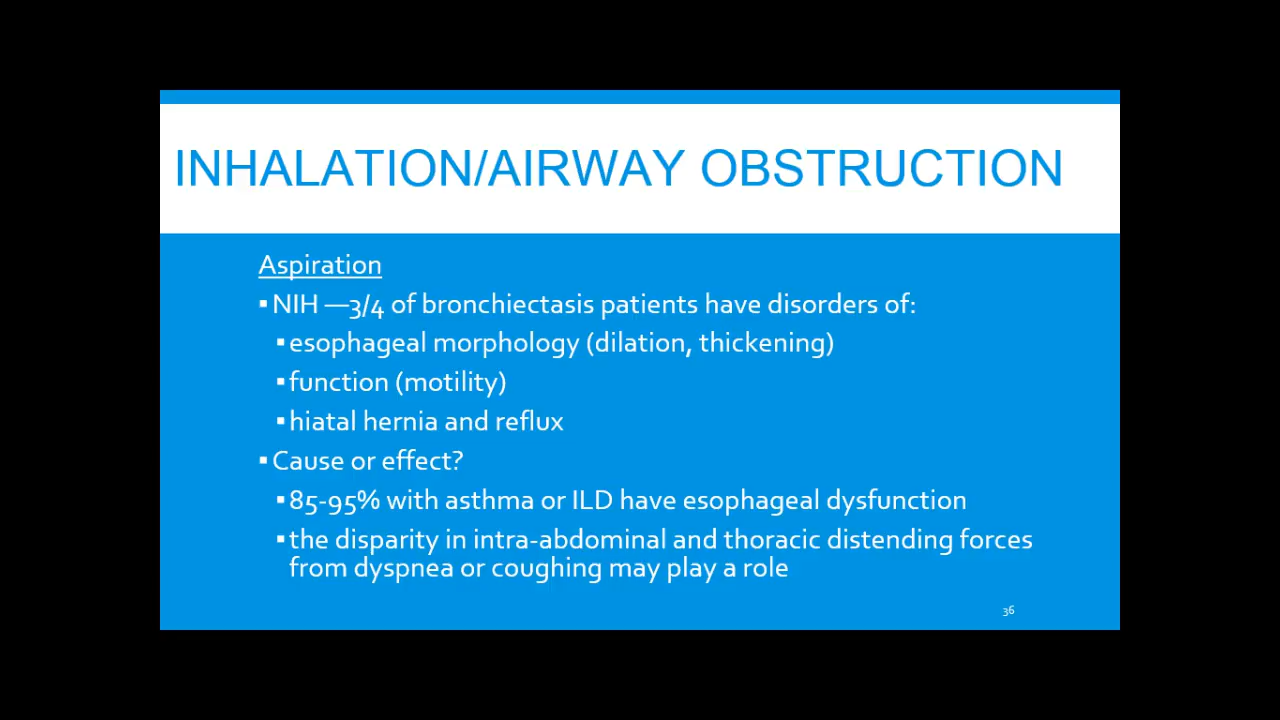 INHALATION/AIRWAY OBSTRUCTION
Aspiration
▪NIH —3/4 of bronchiectasis patients have disorders of:
▪esophageal morphology (dilation, thickening)
▪function (motility)
▪hiatal hernia and reflux
▪Cause or effect?
▪85-95% with asthma or ILD have esophageal dysfunction
▪the disparity in intra-abdominal and thoracic distending forces
from dyspnea or coughing may play a role
36